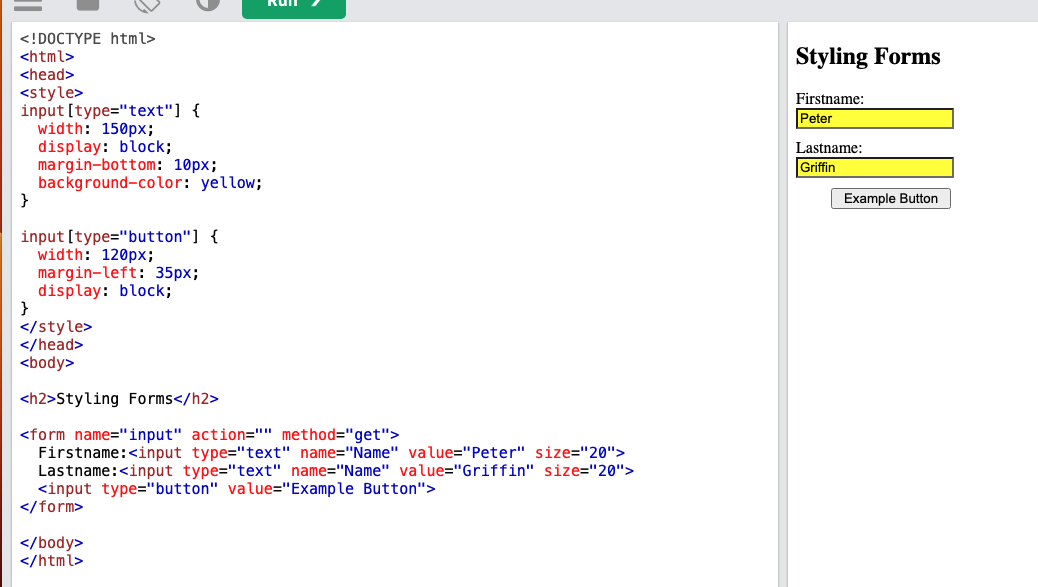 Run ❯
<!DOCTYPE html>
<html>
<head>
<style>
input[type="text"] {
  width: 150px;
  display: block;
  margin-bottom: 10px;
  background-color: yellow;
}
input[type="button"] {
  width: 120px;
  margin-left: 35px;
  display: block;
}
</style>
</head>
<body>
<h2>Styling Forms</h2>
<form name="input" action="" method="get">
  Firstname:<input type="text" name="Name" value="Peter" size="20">
  Lastname:<input type="text" name="Name" value="Griffin" size="20">
  <input type="button" value="Example Button">
</form>
</body>
</html>
Styling Forms
Firstname:
Peter
Lastname:
Griffin
Example Button